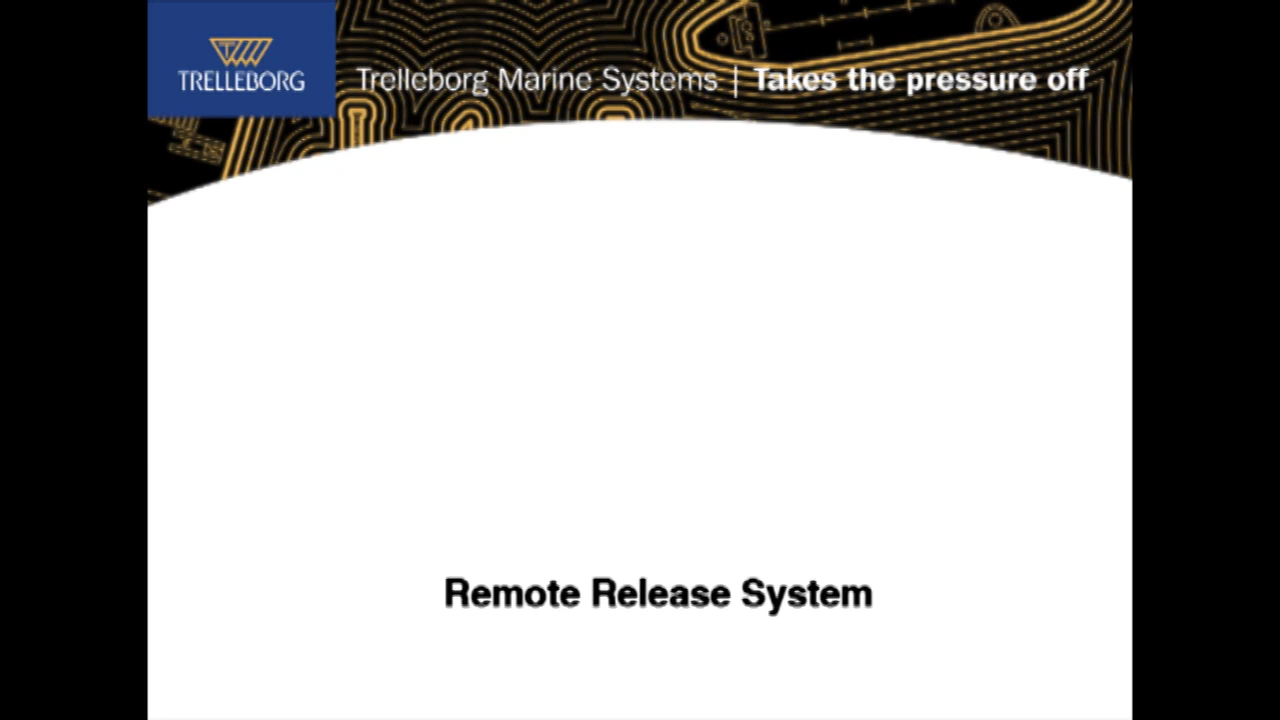 TRELLEBORG
Trelleborg Marine Systems | Takes the pressure off
Remote Release System